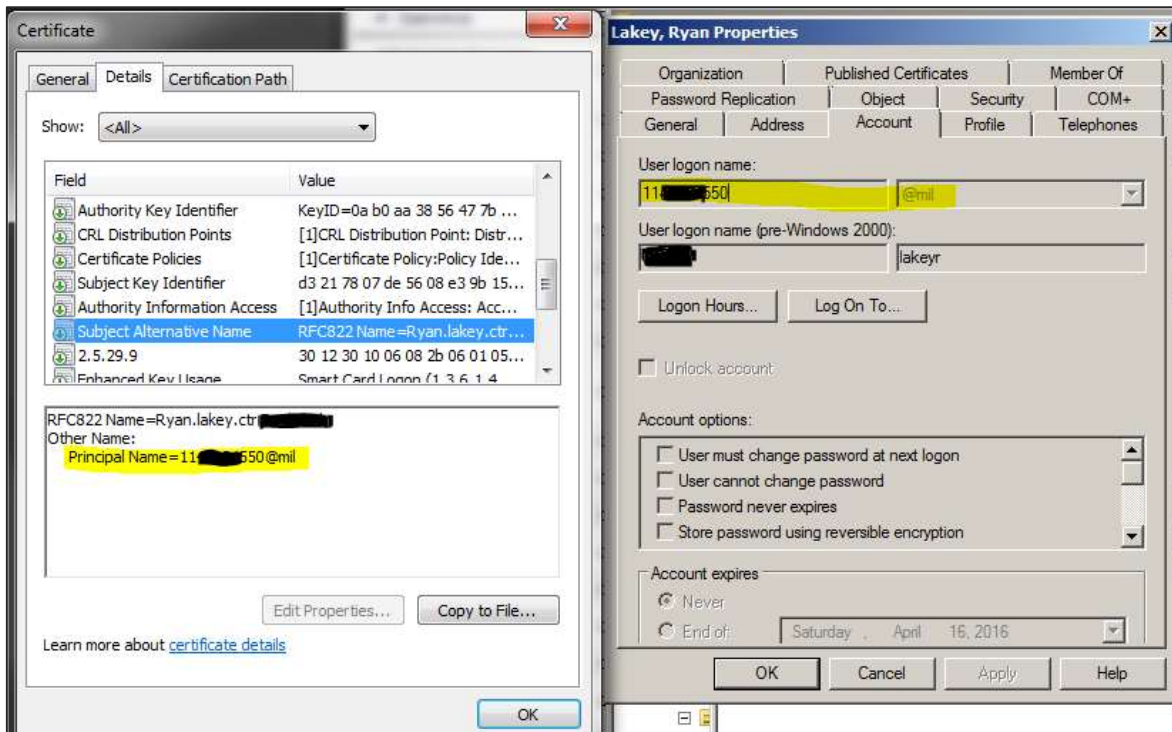 Certificate
General Details Certification Path
Show: <All>
Field Value
Authority Key Identifier KeyID=0a b0 aa 38 56 47 7b ...
CRL Distribution Points [1]CRL Distribution Point: Distr...
Certificate Policies [1]Certificate Policy:Policy Ide...
Subject Key Identifier d3 21 78 07 de 56 08 e3 9b 15...
Authority Information Access [1]Authority Info Access: Acc...
Subject Alternative Name RFC822 Name=Ryan.lakey.ctr...
2.5.29.9 30 12 30 10 06 08 2b 06 01 05...
Enhanced Key Usage Smart Card Logon (1.3.6.1.4
RFC822 Name=Ryan.lakey.ctr
Other Name:
Principal Name=11 550@mil
Edit Properties... Copy to File...
Learn more about certificate details
OK
Lakey, Ryan Properties
Organization Published Certificates Member Of
Password Replication Object Security COM+
General Address Account Profile Telephones
User logon name:
11 550 @mil
User logon name (pre-Windows 2000):
lakeyr
Logon Hours... Log On To...
Unlock account
Account options:
User must change password at next logon
User cannot change password
Password never expires
Store password using reversible encryption
Account expires
Never
End of: Saturday , April 16, 2016
OK Cancel Apply Help